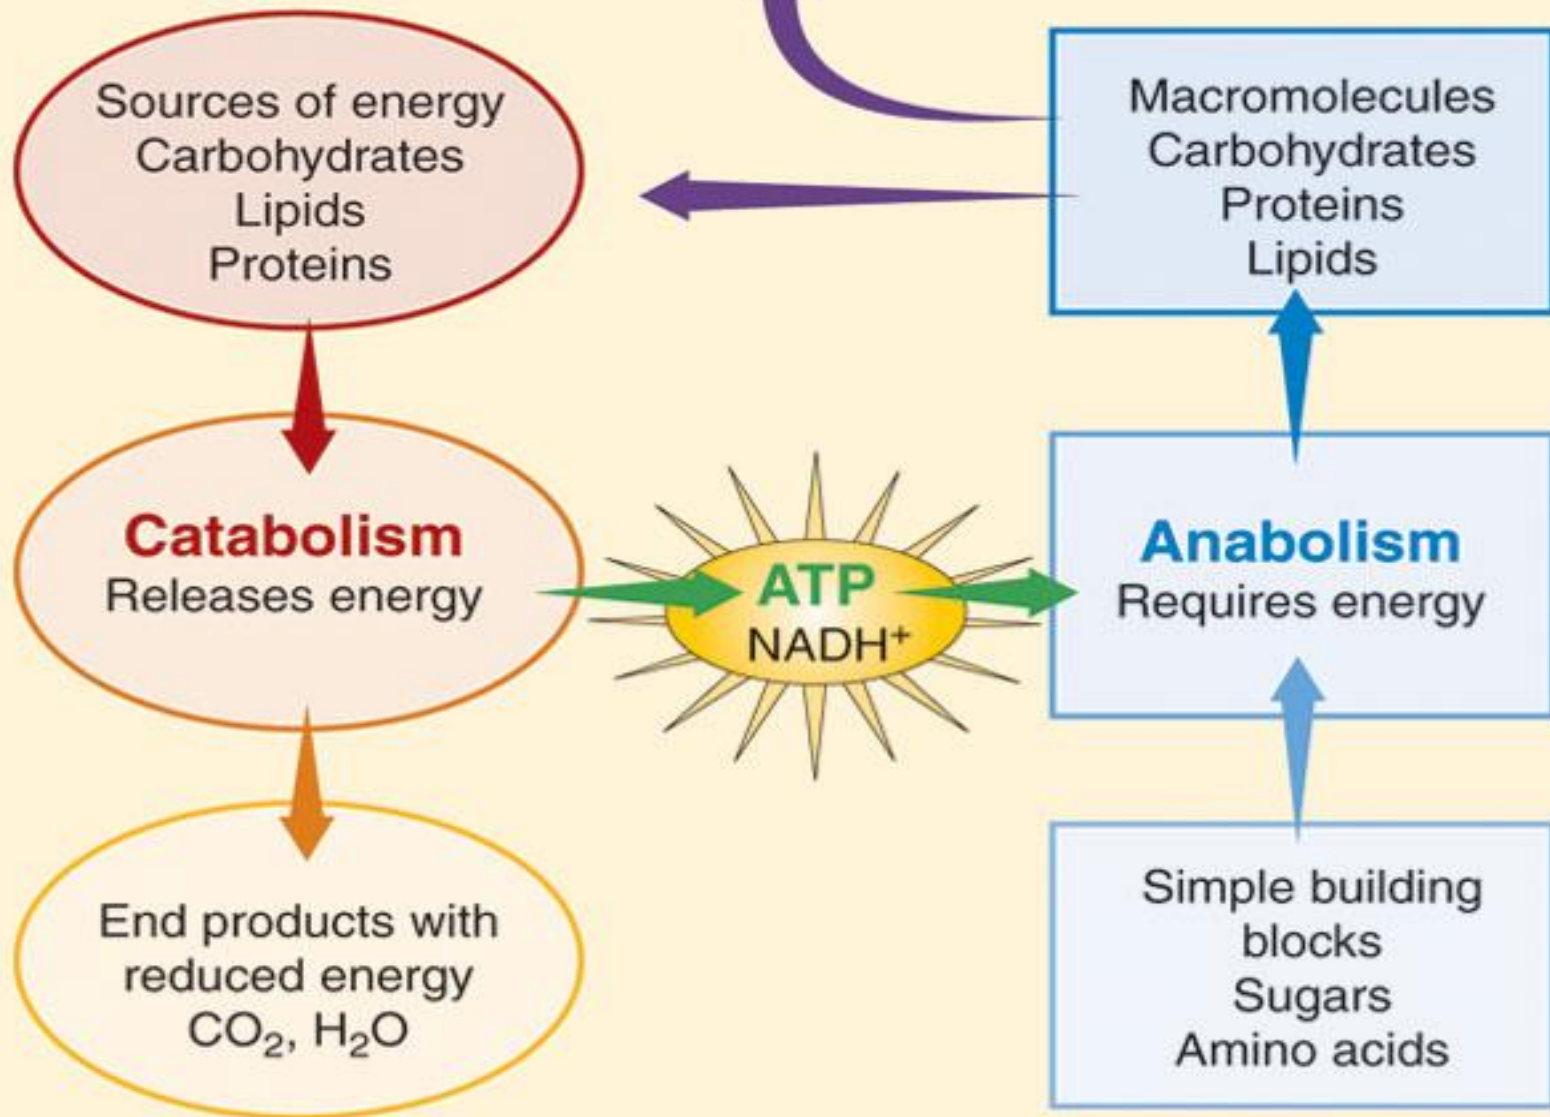 Sources of energy
Carbohydrates
Lipids
Proteins
Catabolism
Releases energy
End products with
reduced energy
CO₂, H₂O
ATP
NADH⁺
Macromolecules
Carbohydrates
Proteins
Lipids
Anabolism
Requires energy
Simple building
blocks
Sugars
Amino acids